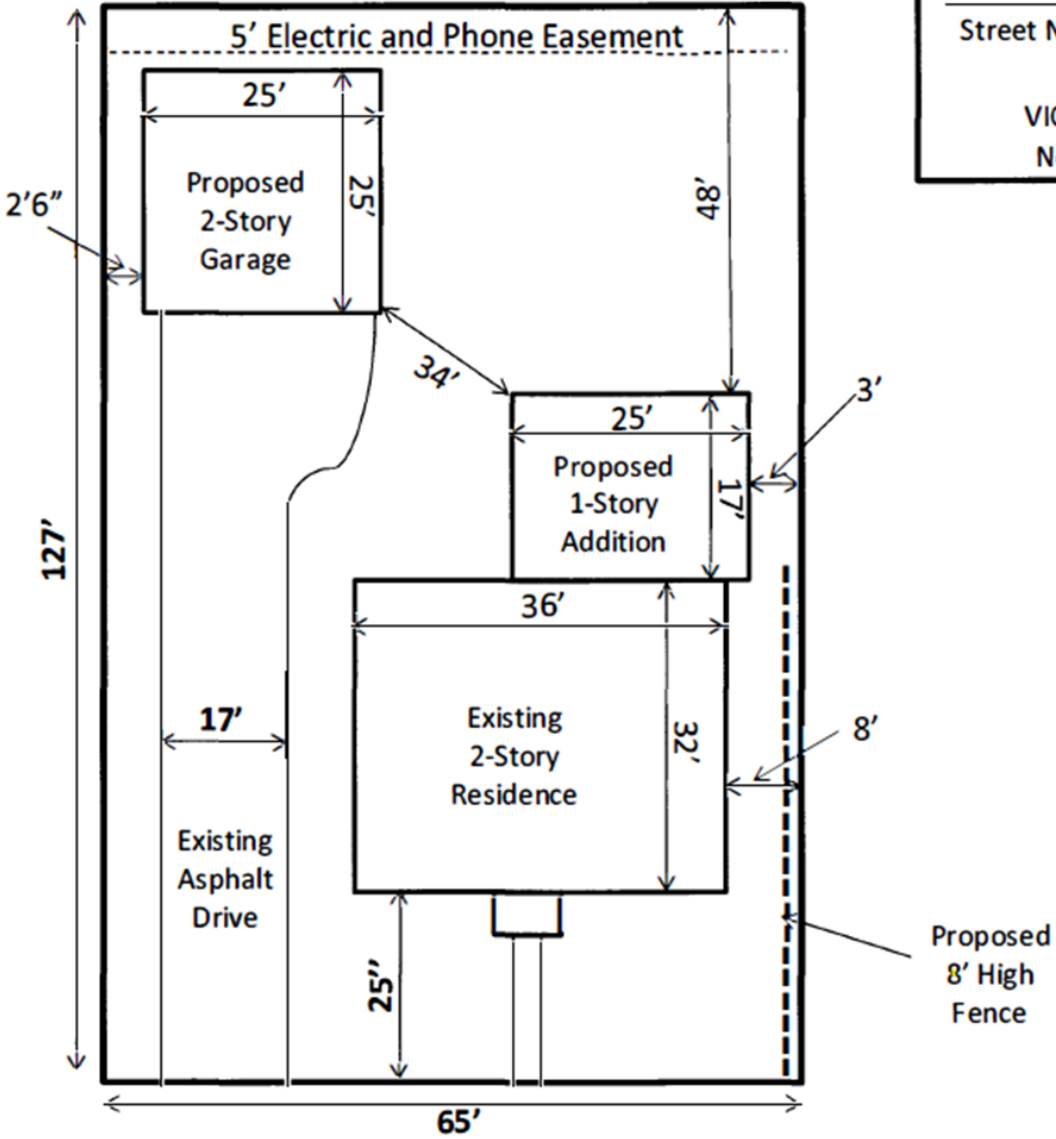 5' Electric and Phone Easement
Street N
VIC
N
25'
25'
Proposed
2-Story
Garage
2'6"
48'
34'
3'
25'
17'
Proposed
1-Story
Addition
127'
36'
32'
Existing
2-Story
Residence
17'
8'
Existing
Asphalt
Drive
25''
Proposed
8' High
Fence
65'